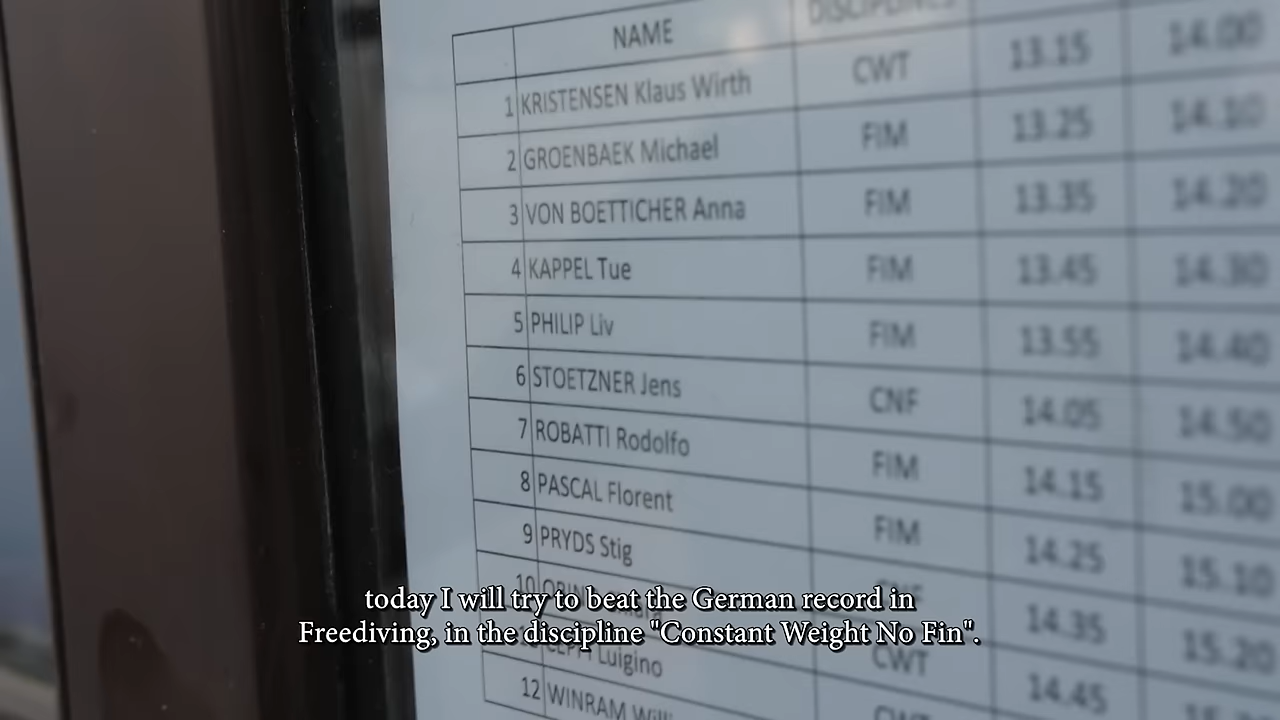 NAME DISCIPLINES
1 KRISTENSEN Klaus Wirth CWT 13.15 14.00
2 GROENBAEK Michael FIM 13.25 14.10
3 VON BOETTICHER Anna FIM 13.35 14.20
4 KAPPEL Tue FIM 13.45 14.30
5 PHILIP Liv FIM 13.55 14.40
6 STOETZNER Jens CNF 14.05 14.50
7 ROBATTI Rodolfo FIM 14.15 15.00
8 PASCAL Florent FIM 14.25 15.10
9 PRYDS Stig CNF 14.35 15.20
10 CWT 14.45
Luigino CWT
12 WINRAM
today I will try to beat the German record in
Freediving, in the discipline "Constant Weight No Fin".